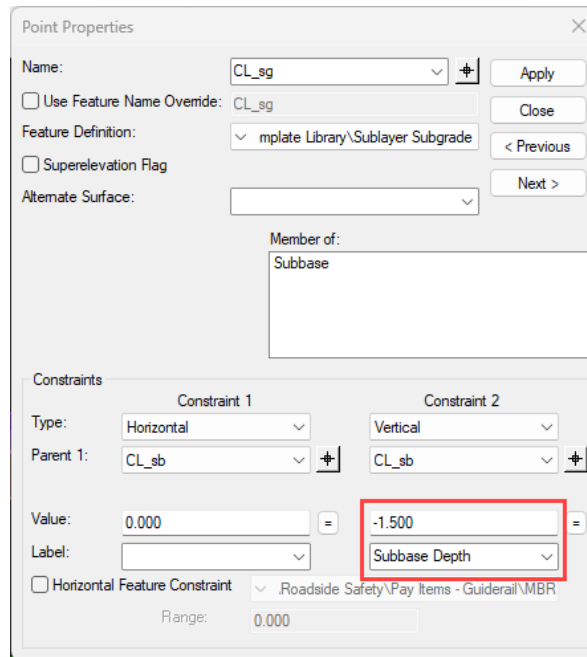 Point Properties
Name: CL_sg Apply
Use Feature Name Override: CL_sg Close
Feature Definition: mplate Library\Sublayer Subgrade < Previous
Superelevation Flag Next >
Alternate Surface:
Member of:
Subbase
Constraints
Constraint 1 Constraint 2
Type: Horizontal Vertical
Parent 1: CL_sb CL_sb
Value: 0.000 = -1.500 =
Label: Subbase Depth
Horizontal Feature Constraint .Roadside Safety\Pay Items - Guiderail\MBR
Range: 0.000